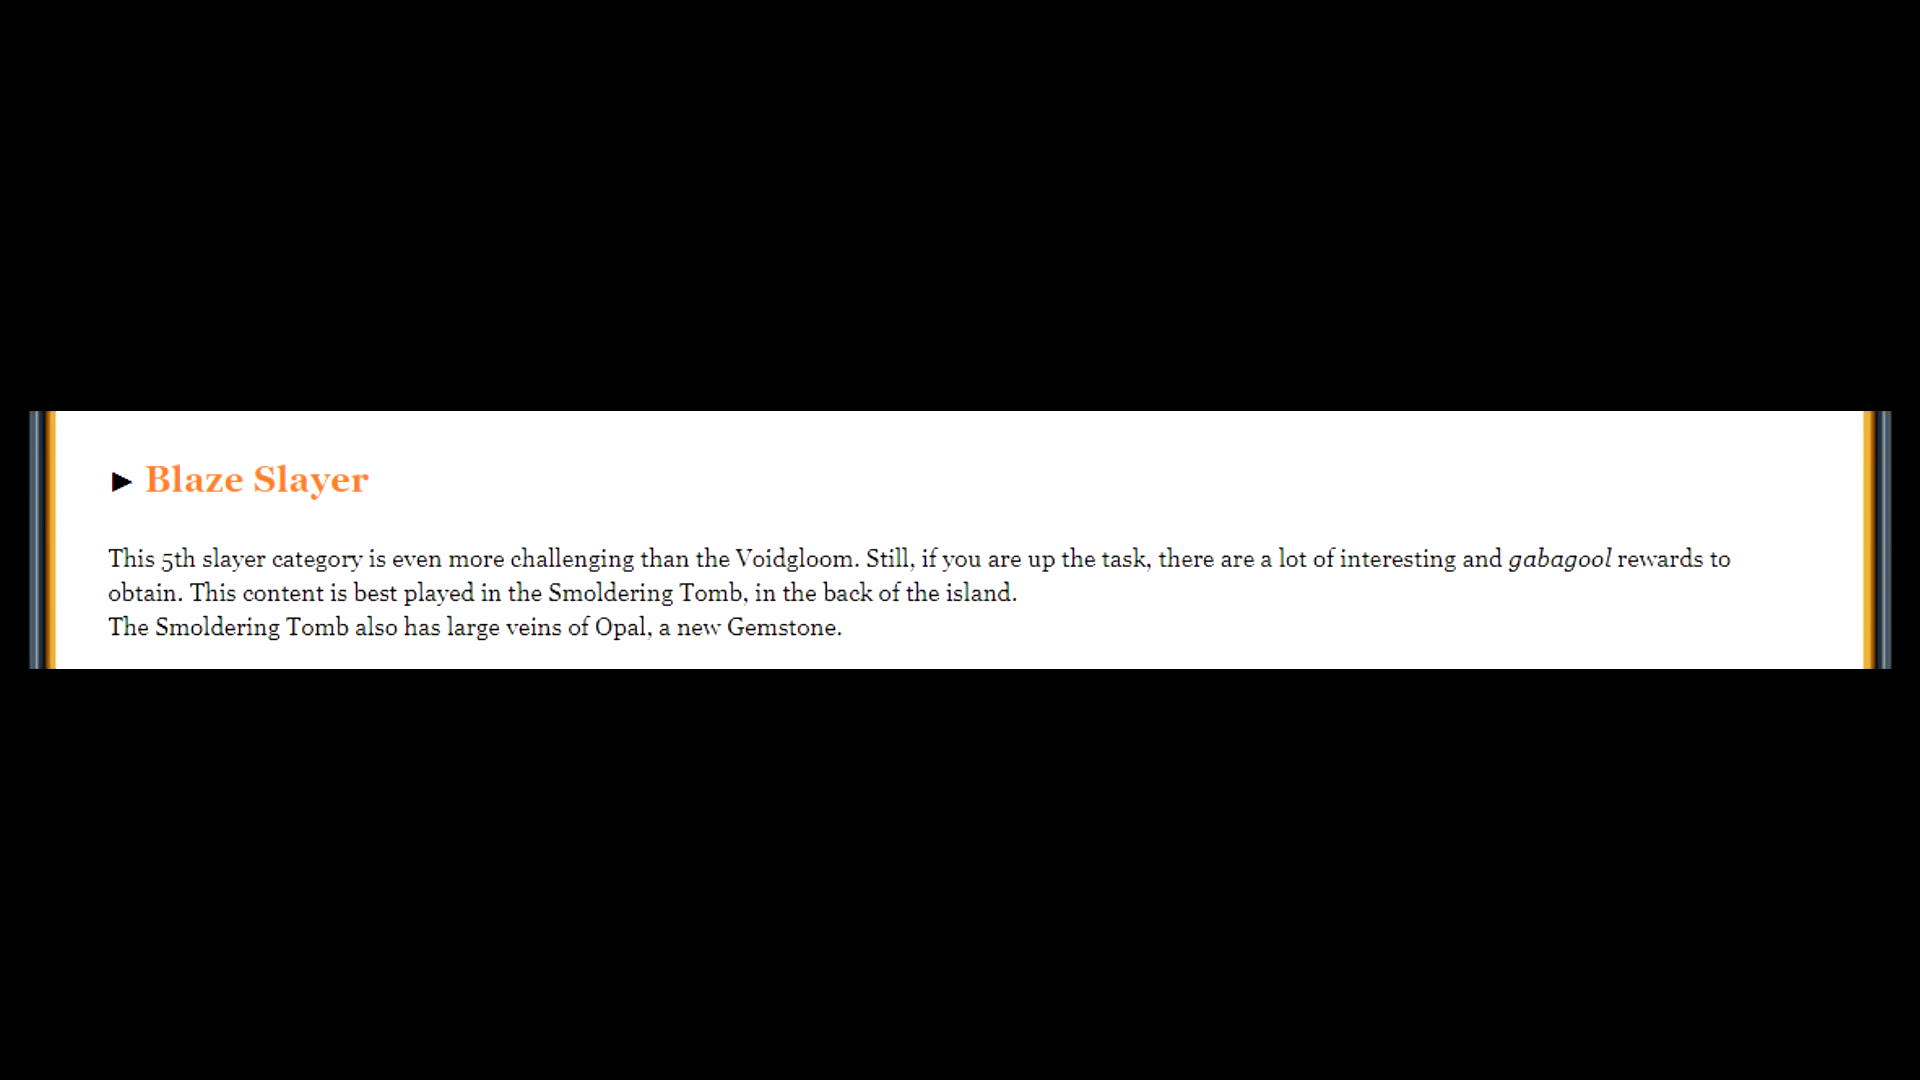 ► Blaze Slayer
This 5th slayer category is even more challenging than the Voidgloom. Still, if you are up the task, there are a lot of interesting and gabagool rewards to
obtain. This content is best played in the Smoldering Tomb, in the back of the island.
The Smoldering Tomb also has large veins of Opal, a new Gemstone.